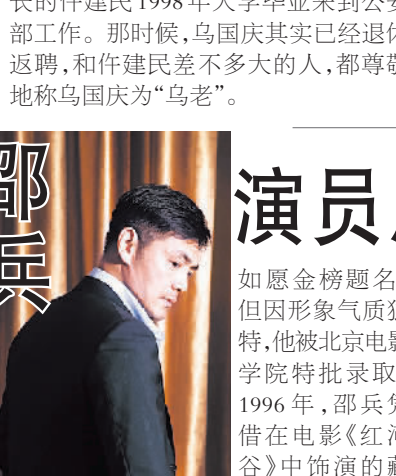 长的仵建民1998年大学毕业来到公安
部工作。那时候,乌国庆其实已经退休
返聘,和仵建民差不多大的人,都尊敬
地称乌国庆为“乌老”。
邵兵
演员
如愿金榜题名
但因形象气质独
特,他被北京电影
学院特批录取
1996年,邵兵凭
借在电影《红河
谷》中饰演的藏